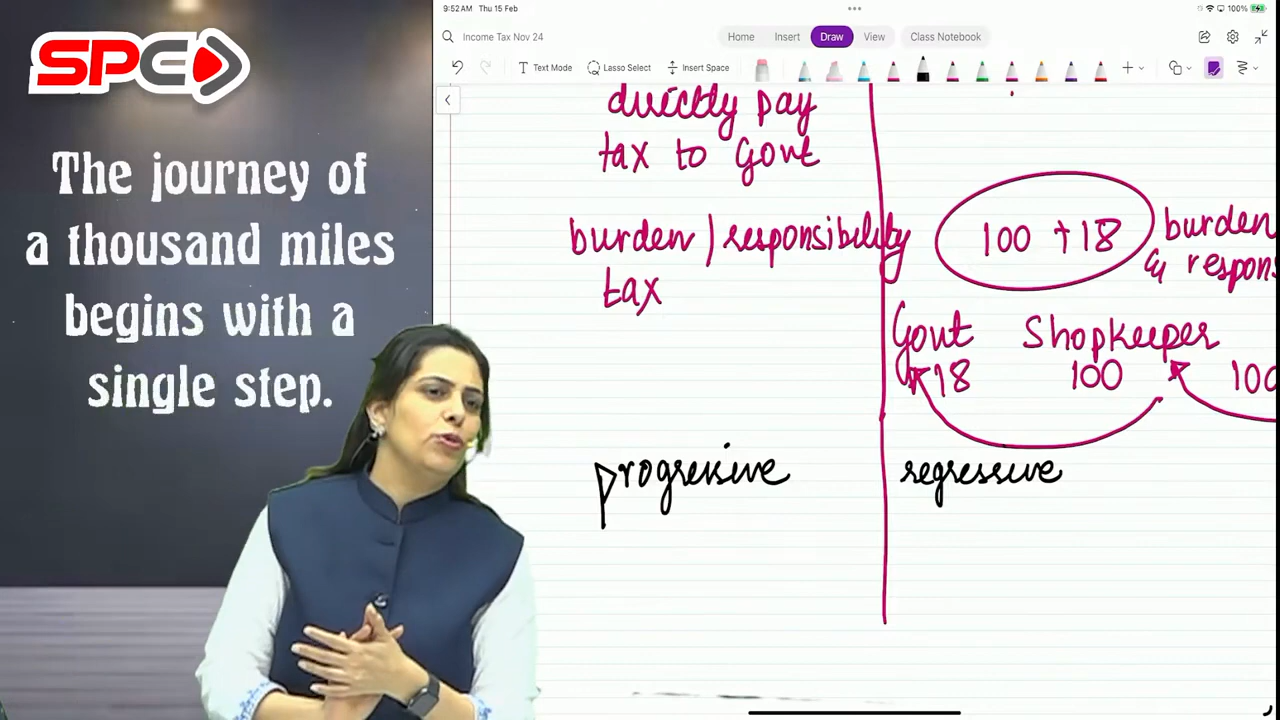 SPC
The journey of
a thousand miles
begins with a
single step.
9:52 AM Thu 15 Feb
100%
Income Tax Nov 24
Home Insert Draw View Class Notebook
Text Mode Lasso Select Insert Space
directly pay
tax to Govt
burden / responsibility
tax
100 + 18 burden
& respons
Govt Shopkeeper
18 100 100
progressive regressive